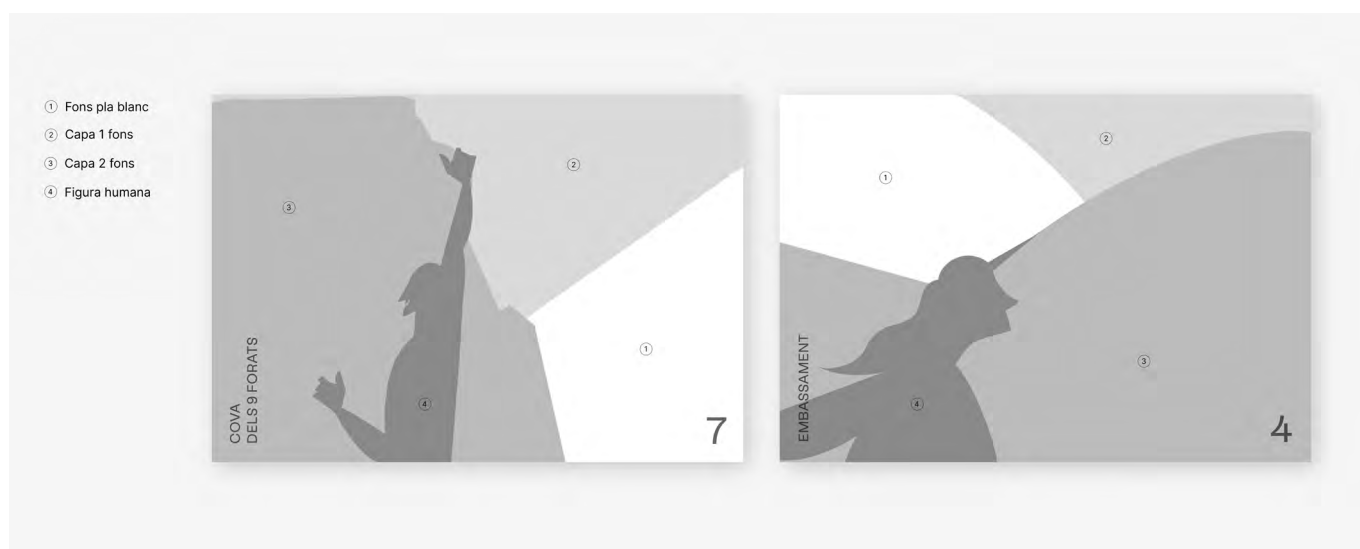 ① Fons pla blanc
② Capa 1 fons
③ Capa 2 fons
④ Figura humana
③
②
①
④
COVA
DELS 9 FORATS
7
①
②
③
④
EMBASSAMENT
4